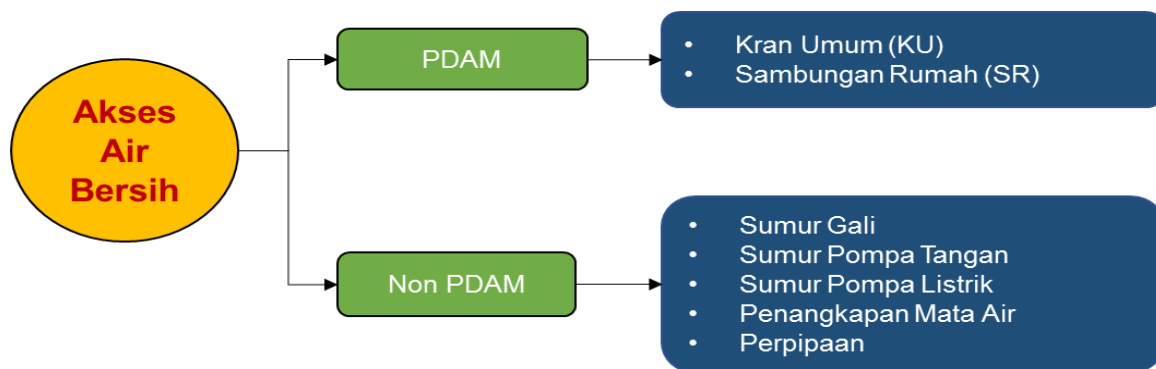 Akses
Air
Bersih
PDAM
• Kran Umum (KU)
• Sambungan Rumah (SR)
Non PDAM
• Sumur Gali
• Sumur Pompa Tangan
• Sumur Pompa Listrik
• Penangkapan Mata Air
• Perpipaan